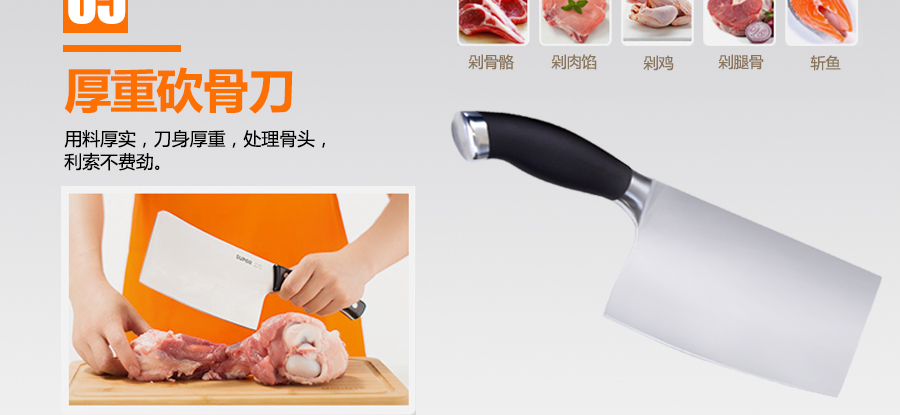 剁骨骼 剁肉馅 剁鸡 剁腿骨 斩鱼
厚重砍骨刀
用料厚实，刀身厚重，处理骨头，
利索不费劲。